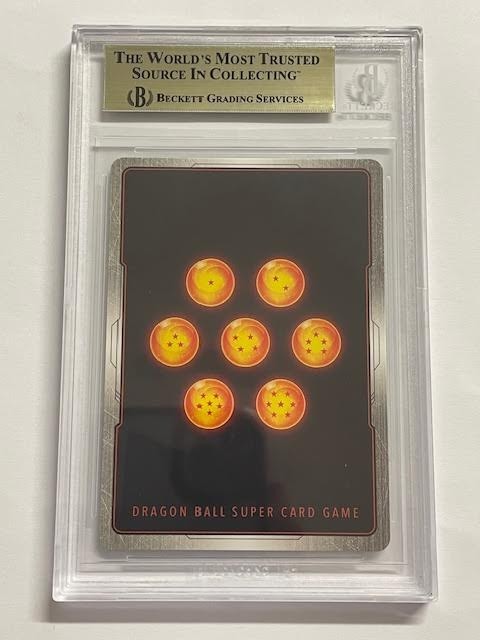 THE WORLD'S MOST TRUSTED
SOURCE IN COLLECTING™
B BECKETT GRADING SERVICES
DRAGON BALL SUPER CARD GAME